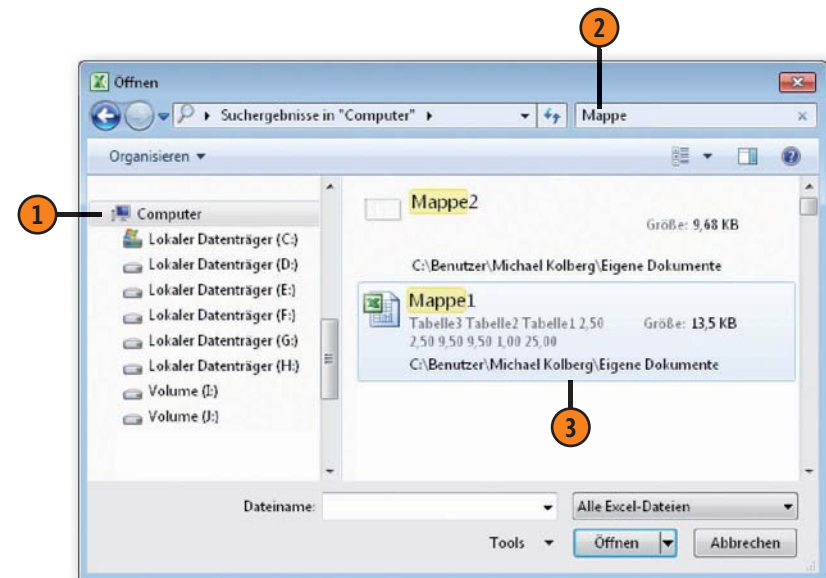 2
Öffnen
Suchergebnisse in "Computer"
Mappe
Organisieren
1
Computer
Lokaler Datenträger (C:)
Lokaler Datenträger (D:)
Lokaler Datenträger (E:)
Lokaler Datenträger (F:)
Lokaler Datenträger (G:)
Lokaler Datenträger (H:)
Volume (I:)
Volume (J:)
Mappe2
Größe: 9,68 KB
C:\Benutzer\Michael Kolberg\Eigene Dokumente
Mappe1
Tabelle3 Tabelle2 Tabelle1 2,50 Größe: 13,5 KB
2,50 9,50 9,50 1,00 25,00
C:\Benutzer\Michael Kolberg\Eigene Dokumente
3
Dateiname:
Alle Excel-Dateien
Tools Öffnen Abbrechen